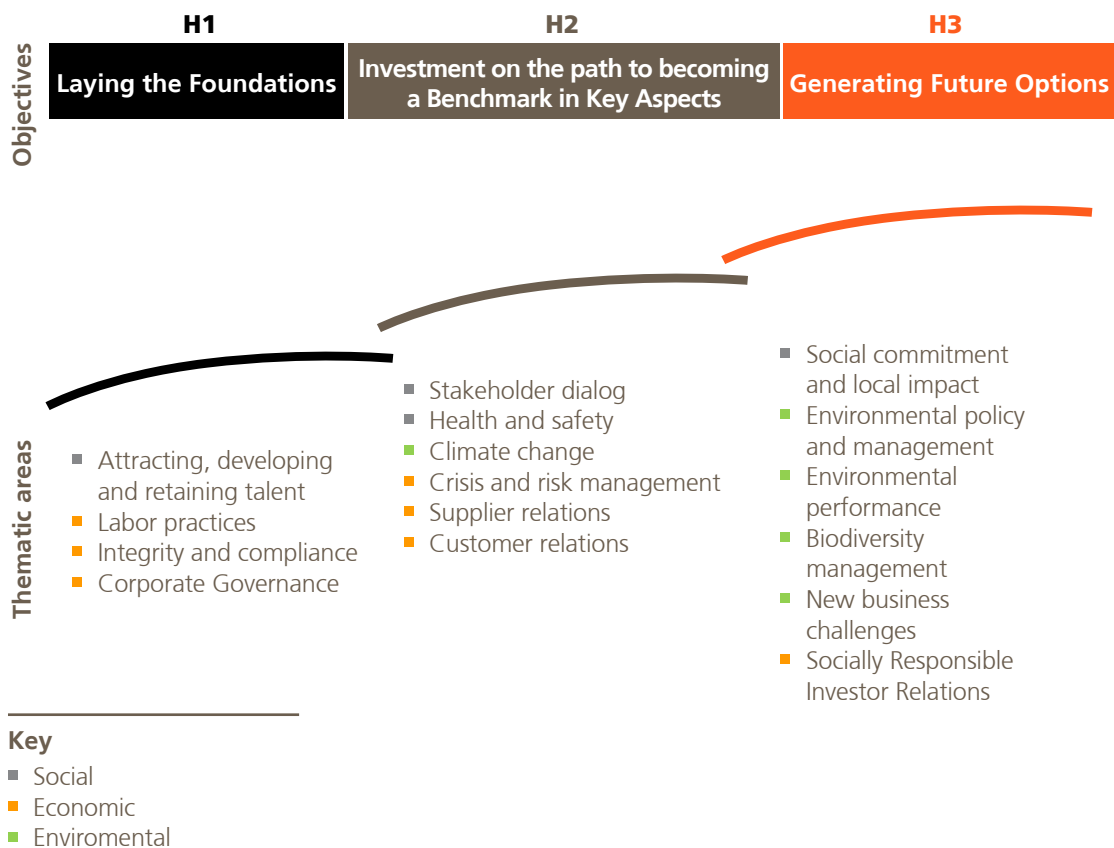 H1
H2
H3
Objectives
Laying the Foundations
Investment on the path to becoming
a Benchmark in Key Aspects
Generating Future Options
Thematic areas
Attracting, developing
and retaining talent
Labor practices
Integrity and compliance
Corporate Governance
Stakeholder dialog
Health and safety
Climate change
Crisis and risk management
Supplier relations
Customer relations
Social commitment
and local impact
Environmental policy
and management
Environmental
performance
Biodiversity
management
New business
challenges
Socially Responsible
Investor Relations
Key
Social
Economic
Enviromental